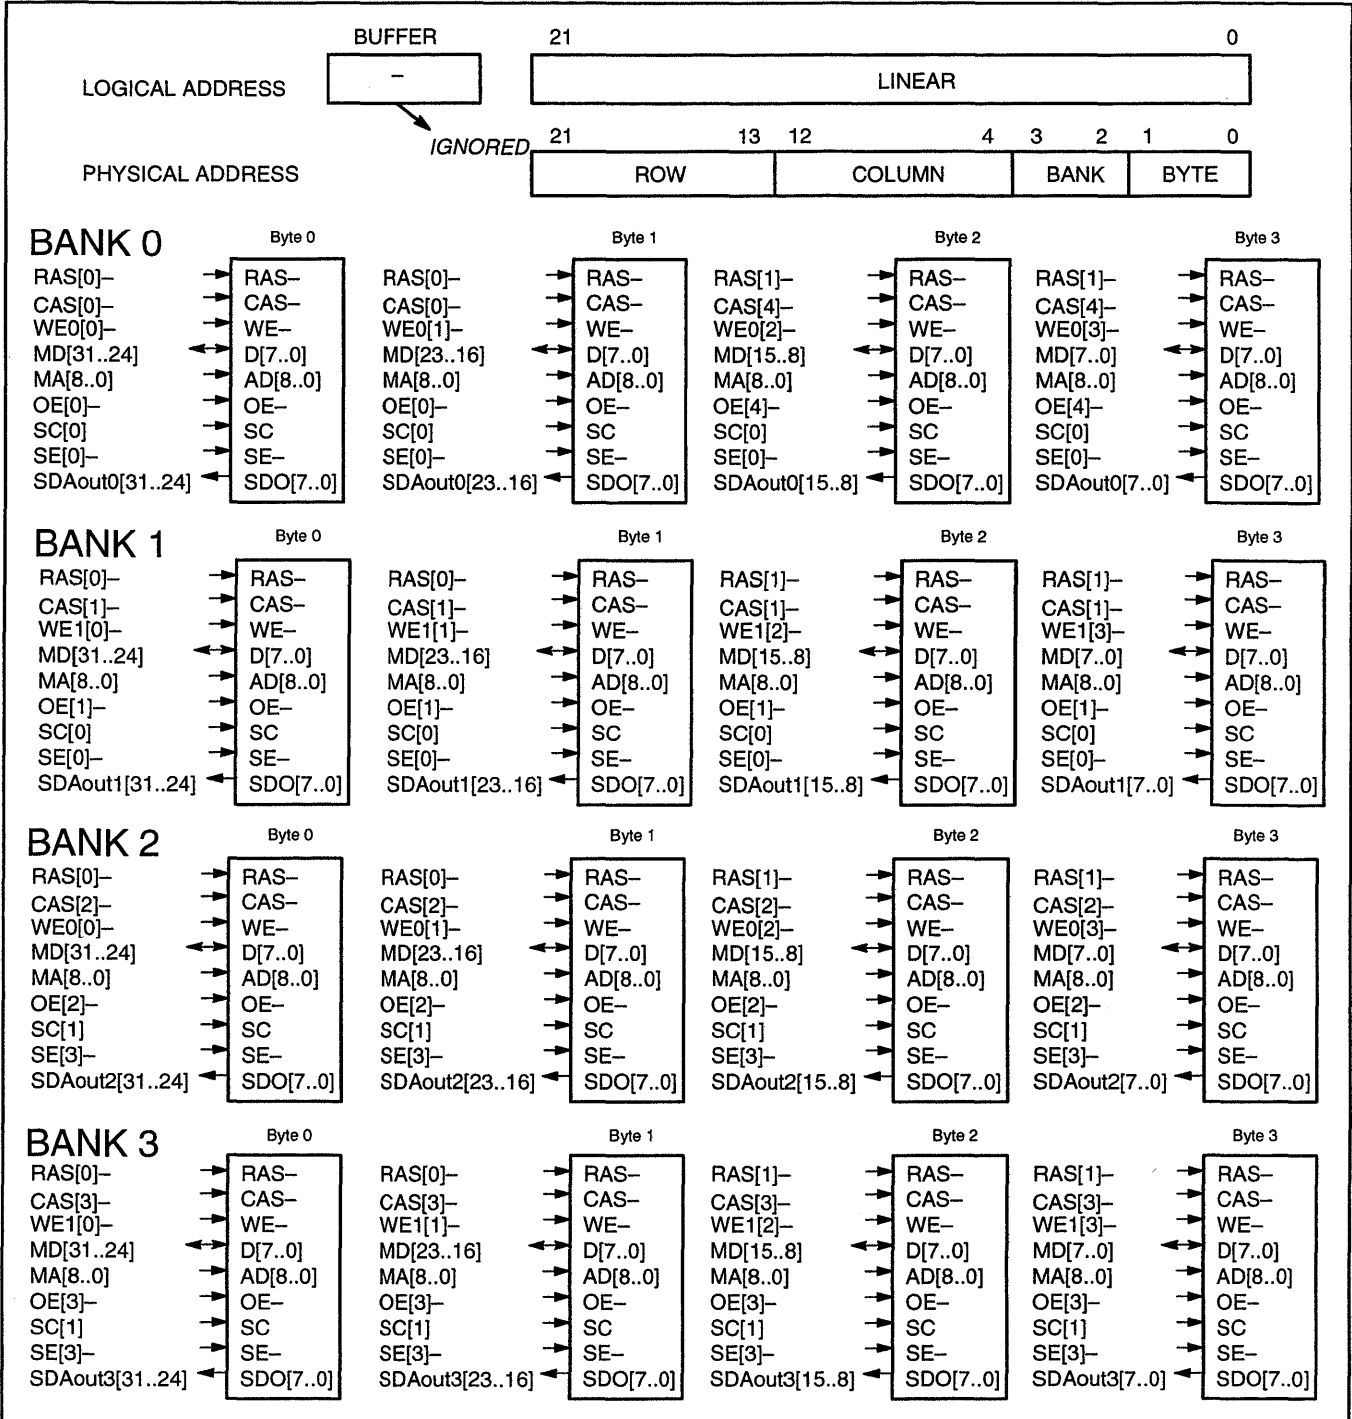 BUFFER 21 0
LOGICAL ADDRESS – LINEAR
IGNORED 21 13 12 4 3 2 1 0
PHYSICAL ADDRESS ROW COLUMN BANK BYTE
BANK 0 Byte 0 Byte 1 Byte 2 Byte 3
RAS[0]– RAS– RAS[0]– RAS– RAS[1]– RAS– RAS[1]– RAS–
CAS[0]– CAS– CAS[0]– CAS– CAS[4]– CAS– CAS[4]– CAS–
WE0[0]– WE– WE0[1]– WE– WE0[2]– WE– WE0[3]– WE–
MD[31..24] D[7..0] MD[23..16] D[7..0] MD[15..8] D[7..0] MD[7..0] D[7..0]
MA[8..0] AD[8..0] MA[8..0] AD[8..0] MA[8..0] AD[8..0] MA[8..0] AD[8..0]
OE[0]– OE– OE[0]– OE– OE[4]– OE– OE[4]– OE–
SC[0] SC SC[0] SC SC[0] SC SC[0] SC
SE[0]– SE– SE[0]– SE– SE[0]– SE– SE[0]– SE–
SDAout0[31..24] SDO[7..0] SDAout0[23..16] SDO[7..0] SDAout0[15..8] SDO[7..0] SDAout0[7..0] SDO[7..0]
BANK 1 Byte 0 Byte 1 Byte 2 Byte 3
RAS[0]– RAS– RAS[0]– RAS– RAS[1]– RAS– RAS[1]– RAS–
CAS[1]– CAS– CAS[1]– CAS– CAS[1]– CAS– CAS[1]– CAS–
WE1[0]– WE– WE1[1]– WE– WE1[2]– WE– WE1[3]– WE–
MD[31..24] D[7..0] MD[23..16] D[7..0] MD[15..8] D[7..0] MD[7..0] D[7..0]
MA[8..0] AD[8..0] MA[8..0] AD[8..0] MA[8..0] AD[8..0] MA[8..0] AD[8..0]
OE[1]– OE– OE[1]– OE– OE[1]– OE– OE[1]– OE–
SC[0] SC SC[0] SC SC[0] SC SC[0] SC
SE[0]– SE– SE[0]– SE– SE[0]– SE– SE[0]– SE–
SDAout1[31..24] SDO[7..0] SDAout1[23..16] SDO[7..0] SDAout1[15..8] SDO[7..0] SDAout1[7..0] SDO[7..0]
BANK 2 Byte 0 Byte 1 Byte 2 Byte 3
RAS[0]– RAS– RAS[0]– RAS– RAS[1]– RAS– RAS[1]– RAS–
CAS[2]– CAS– CAS[2]– CAS– CAS[2]– CAS– CAS[2]– CAS–
WE0[0]– WE– WE0[1]– WE– WE0[2]– WE– WE0[3]– WE–
MD[31..24] D[7..0] MD[23..16] D[7..0] MD[15..8] D[7..0] MD[7..0] D[7..0]
MA[8..0] AD[8..0] MA[8..0] AD[8..0] MA[8..0] AD[8..0] MA[8..0] AD[8..0]
OE[2]– OE– OE[2]– OE– OE[2]– OE– OE[2]– OE–
SC[1] SC SC[1] SC SC[1] SC SC[1] SC
SE[3]– SE– SE[3]– SE– SE[3]– SE– SE[3]– SE–
SDAout2[31..24] SDO[7..0] SDAout2[23..16] SDO[7..0] SDAout2[15..8] SDO[7..0] SDAout2[7..0] SDO[7..0]
BANK 3 Byte 0 Byte 1 Byte 2 Byte 3
RAS[0]– RAS– RAS[0]– RAS– RAS[1]– RAS– RAS[1]– RAS–
CAS[3]– CAS– CAS[3]– CAS– CAS[3]– CAS– CAS[3]– CAS–
WE1[0]– WE– WE1[1]– WE– WE1[2]– WE– WE1[3]– WE–
MD[31..24] D[7..0] MD[23..16] D[7..0] MD[15..8] D[7..0] MD[7..0] D[7..0]
MA[8..0] AD[8..0] MA[8..0] AD[8..0] MA[8..0] AD[8..0] MA[8..0] AD[8..0]
OE[3]– OE– OE[3]– OE– OE[3]– OE– OE[3]– OE–
SC[1] SC SC[1] SC SC[1] SC SC[1] SC
SE[3]– SE– SE[3]– SE– SE[3]– SE– SE[3]– SE–
SDAout3[31..24] SDO[7..0] SDAout3[23..16] SDO[7..0] SDAout3[15..8] SDO[7..0] SDAout3[7..0] SDO[7..0]